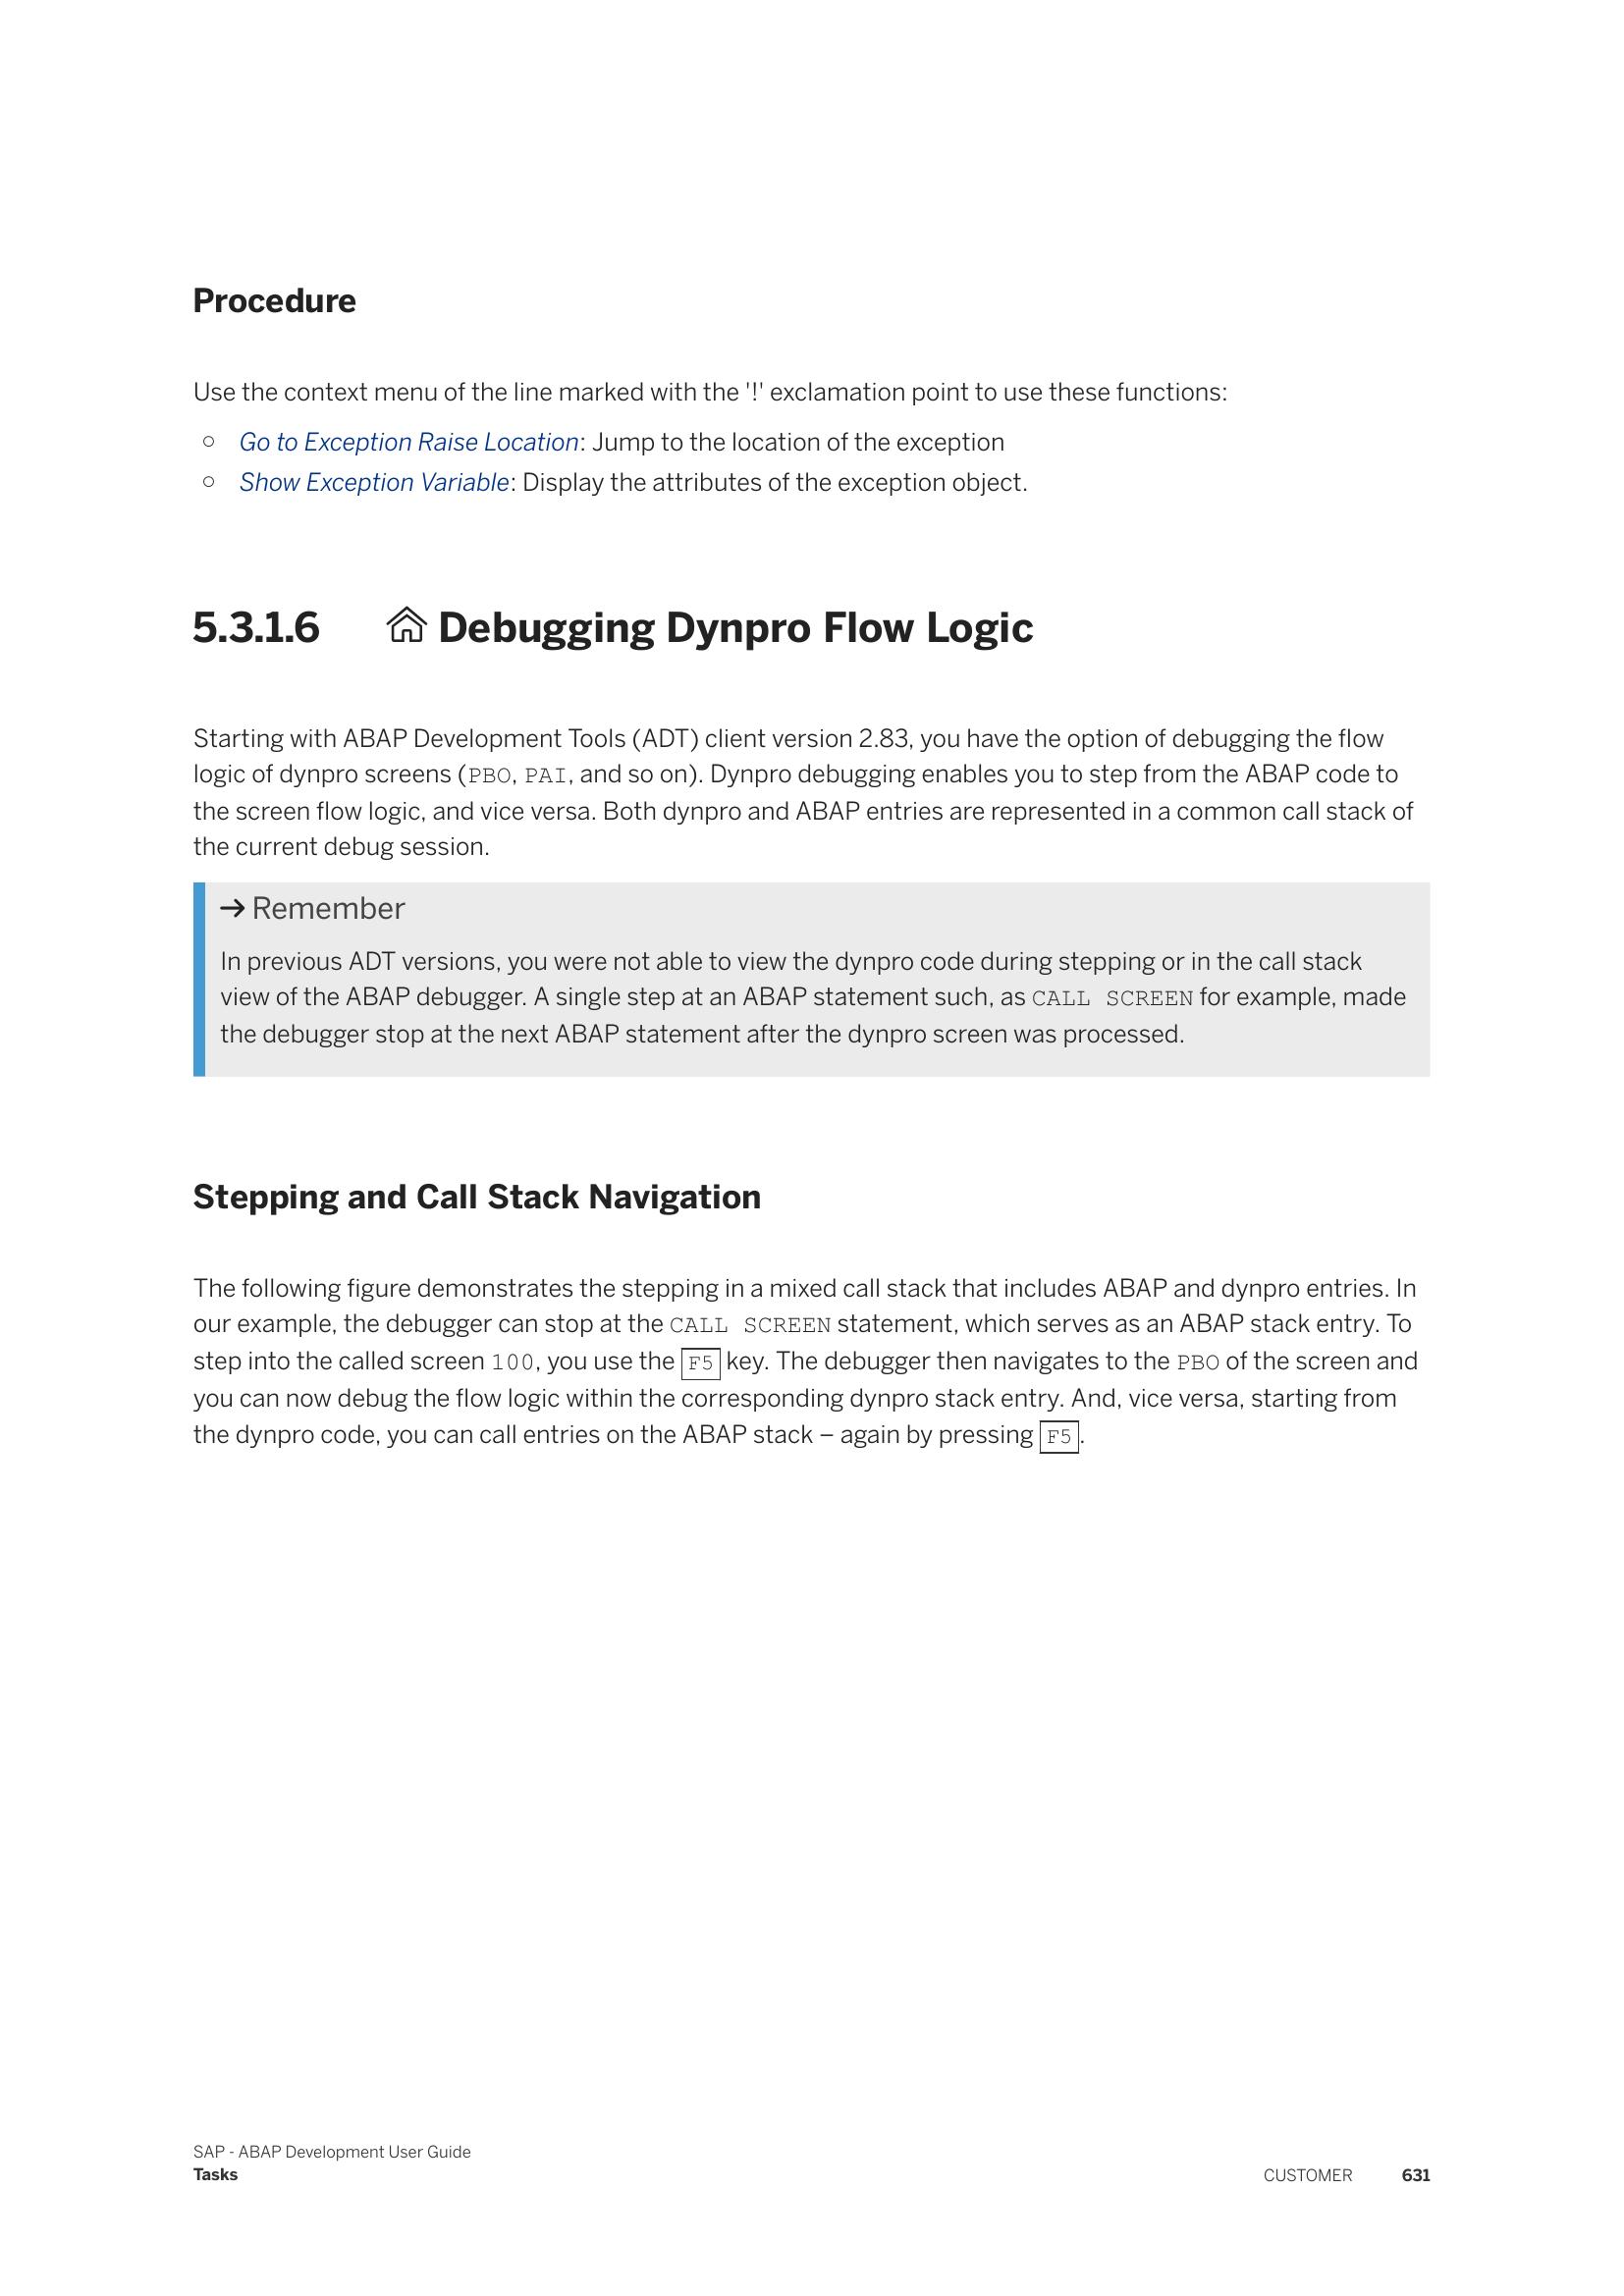 Procedure
Use the context menu of the line marked with the '!' exclamation point to use these functions:
○ Go to Exception Raise Location: Jump to the location of the exception
○ Show Exception Variable: Display the attributes of the exception object.
5.3.1.6 Debugging Dynpro Flow Logic
Starting with ABAP Development Tools (ADT) client version 2.83, you have the option of debugging the flow
logic of dynpro screens (PBO, PAI, and so on). Dynpro debugging enables you to step from the ABAP code to
the screen flow logic, and vice versa. Both dynpro and ABAP entries are represented in a common call stack of
the current debug session.
→ Remember
In previous ADT versions, you were not able to view the dynpro code during stepping or in the call stack
view of the ABAP debugger. A single step at an ABAP statement such, as CALL SCREEN for example, made
the debugger stop at the next ABAP statement after the dynpro screen was processed.
Stepping and Call Stack Navigation
The following figure demonstrates the stepping in a mixed call stack that includes ABAP and dynpro entries. In
our example, the debugger can stop at the CALL SCREEN statement, which serves as an ABAP stack entry. To
step into the called screen 100, you use the F5 key. The debugger then navigates to the PBO of the screen and
you can now debug the flow logic within the corresponding dynpro stack entry. And, vice versa, starting from
the dynpro code, you can call entries on the ABAP stack – again by pressing F5.
SAP - ABAP Development User Guide
Tasks
CUSTOMER 631